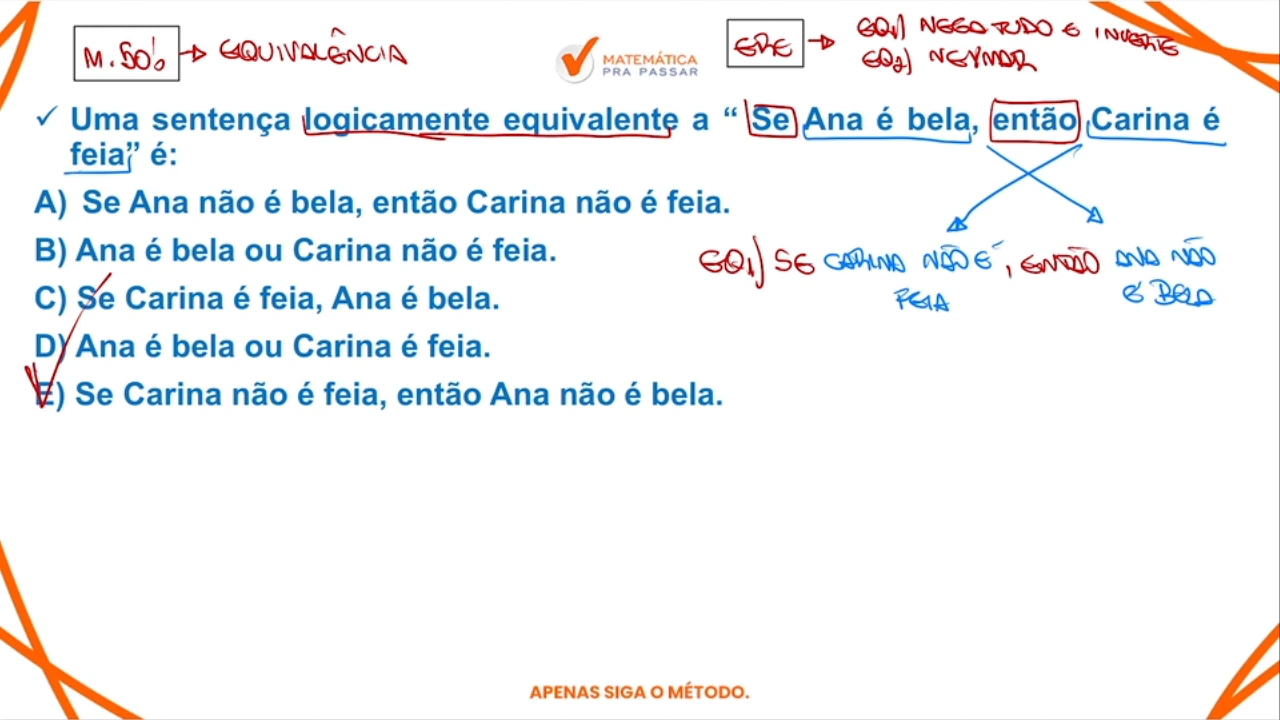 M. SÓ! → EQUIVALÊNCIA
MATEMÁTICA
PRA PASSAR
→ EQ1) NEGA TUDO E INVERTE
EQ2) NEYMAR
✓ Uma sentença logicamente equivalente a “ Se Ana é bela, então Carina é
feia” é:
A) Se Ana não é bela, então Carina não é feia.
B) Ana é bela ou Carina não é feia.
C) Se Carina é feia, Ana é bela.
D) Ana é bela ou Carina é feia.
E) Se Carina não é feia, então Ana não é bela.
EQ1) SE CARINA NÃO É, ENTÃO ANA NÃO
FEIA É BELA
APENAS SIGA O MÉTODO.